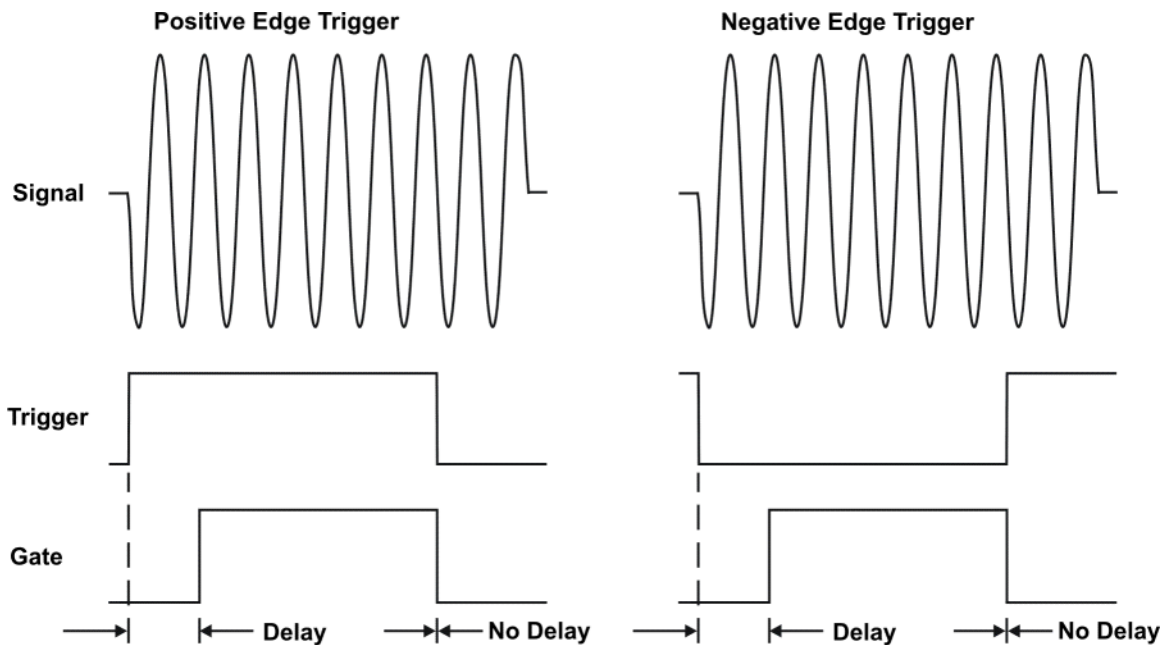 Positive Edge Trigger
Negative Edge Trigger
Signal
Trigger
Gate
Delay
No Delay
Delay
No Delay